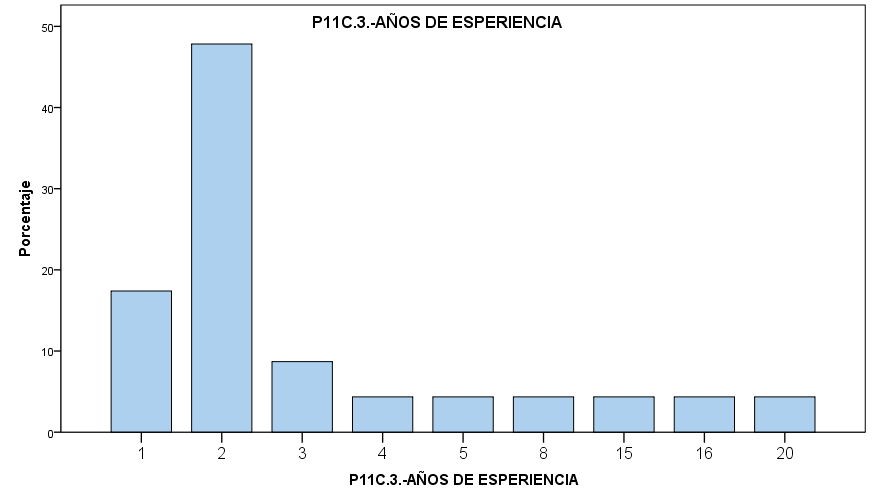 P11C.3.-AÑOS DE ESPERIENCIA
50
40
30
20
10
0
Porcentaje
1 2 3 4 5 8 15 16 20
P11C.3.-AÑOS DE ESPERIENCIA